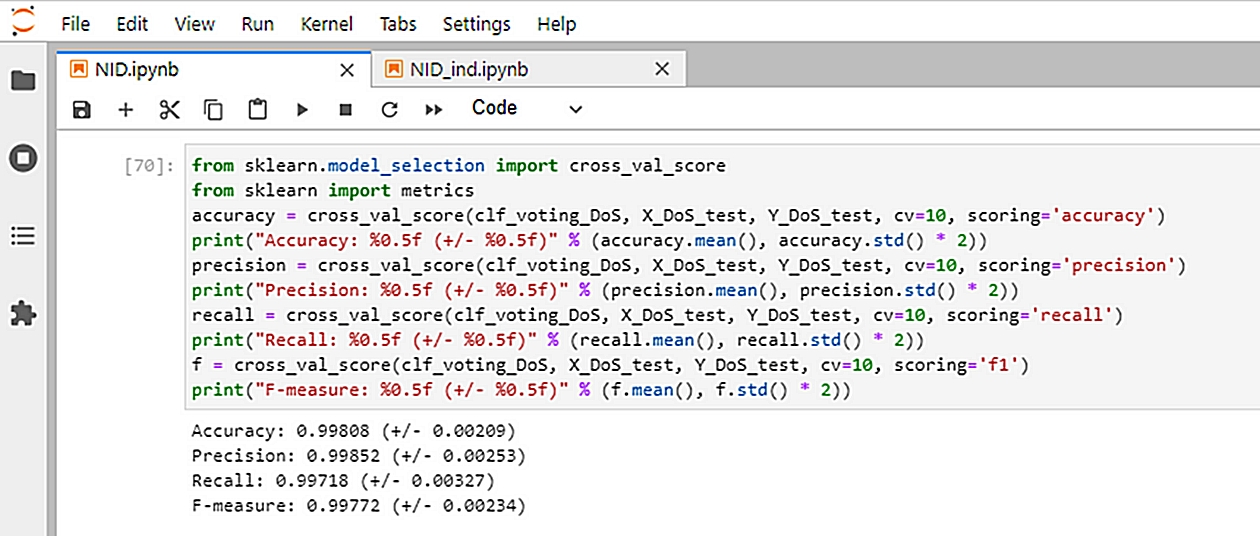 File Edit View Run Kernel Tabs Settings Help
NID.ipynb NID_ind.ipynb
Code
[70]:
from sklearn.model_selection import cross_val_score
from sklearn import metrics
accuracy = cross_val_score(clf_voting_DoS, X_DoS_test, Y_DoS_test, cv=10, scoring='accuracy')
print("Accuracy: %0.5f (+/- %0.5f)" % (accuracy.mean(), accuracy.std() * 2))
precision = cross_val_score(clf_voting_DoS, X_DoS_test, Y_DoS_test, cv=10, scoring='precision')
print("Precision: %0.5f (+/- %0.5f)" % (precision.mean(), precision.std() * 2))
recall = cross_val_score(clf_voting_DoS, X_DoS_test, Y_DoS_test, cv=10, scoring='recall')
print("Recall: %0.5f (+/- %0.5f)" % (recall.mean(), recall.std() * 2))
f = cross_val_score(clf_voting_DoS, X_DoS_test, Y_DoS_test, cv=10, scoring='f1')
print("F-measure: %0.5f (+/- %0.5f)" % (f.mean(), f.std() * 2))
Accuracy: 0.99808 (+/- 0.00209)
Precision: 0.99852 (+/- 0.00253)
Recall: 0.99718 (+/- 0.00327)
F-measure: 0.99772 (+/- 0.00234)